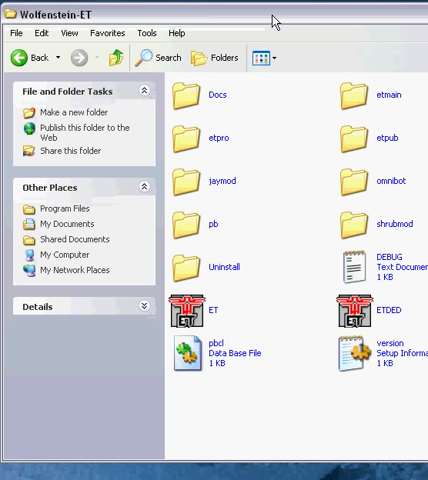 Wolfenstein-ET
File Edit View Favorites Tools Help
Back Search Folders
File and Folder Tasks
Make a new folder
Publish this folder to the
Web
Share this folder
Other Places
Program Files
My Documents
Shared Documents
My Computer
My Network Places
Details
Docs etmain
etpro etpub
jaymod omnibot
pb shrubmod
Uninstall
DEBUG
Text Documen
1 KB
ET ETDED
pbcl
Data Base File
1 KB
version
Setup Informa
1 KB